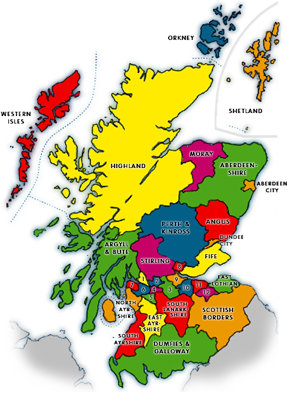 ORKNEY
SHETLAND
WESTERN
ISLES
HIGHLAND
MORAY
ABERDEEN-
SHIRE
ABERDEEN
CITY
ANGUS
DUNDEE
CITY
PERTH &
KINROSS
ARGYLL
& BUTE
STIRLING
FIFE
EAST
LOTHIAN
NORTH
AYR-
SHIRE
EAST
AYR-
SHIRE
SOUTH
LANARK
SHIRE
SCOTTISH
BORDERS
SOUTH
AYRSHIRE
DUMFIES &
GALLOWAY